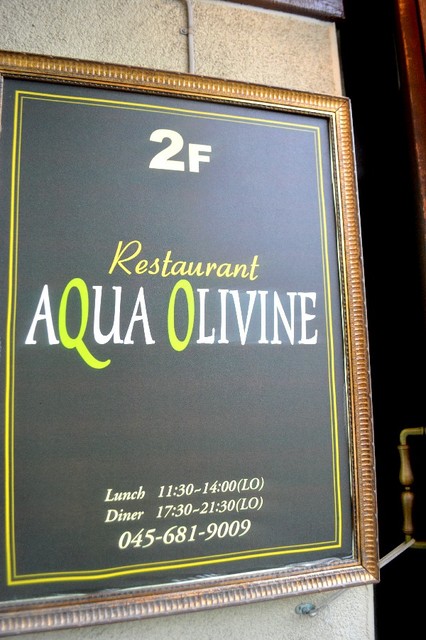 2F
Restaurant
AQUA OLIVINE
Lunch 11:30~14:00(LO)
Diner 17:30~21:30(LO)
045-681-9009